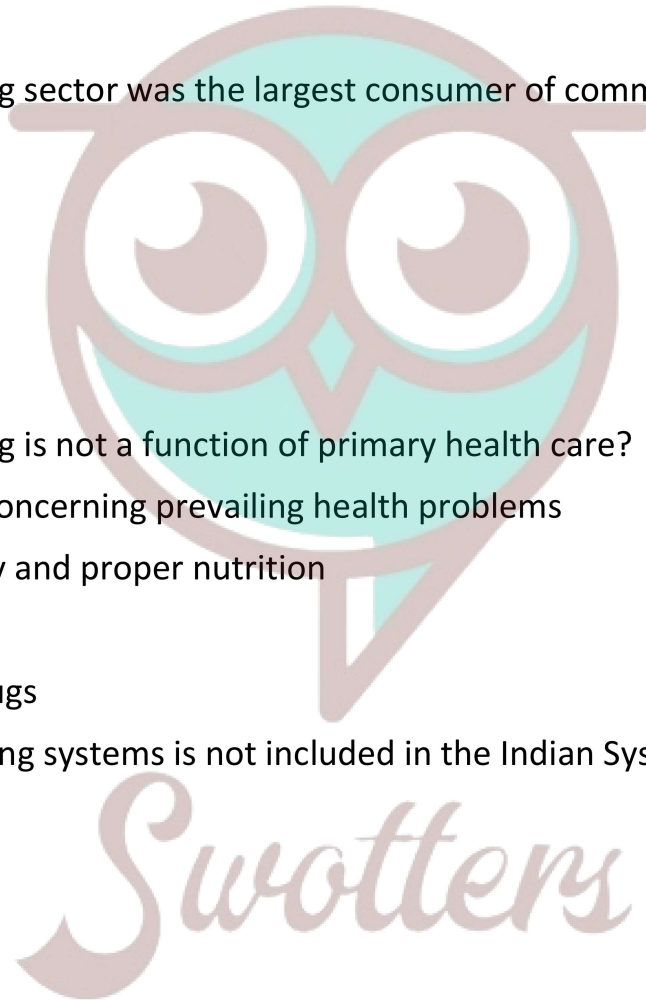 g sector was the largest consumer of comm
g is not a function of primary health care?
oncerning prevailing health problems
y and proper nutrition
ugs
ng systems is not included in the Indian Sys
Swotters